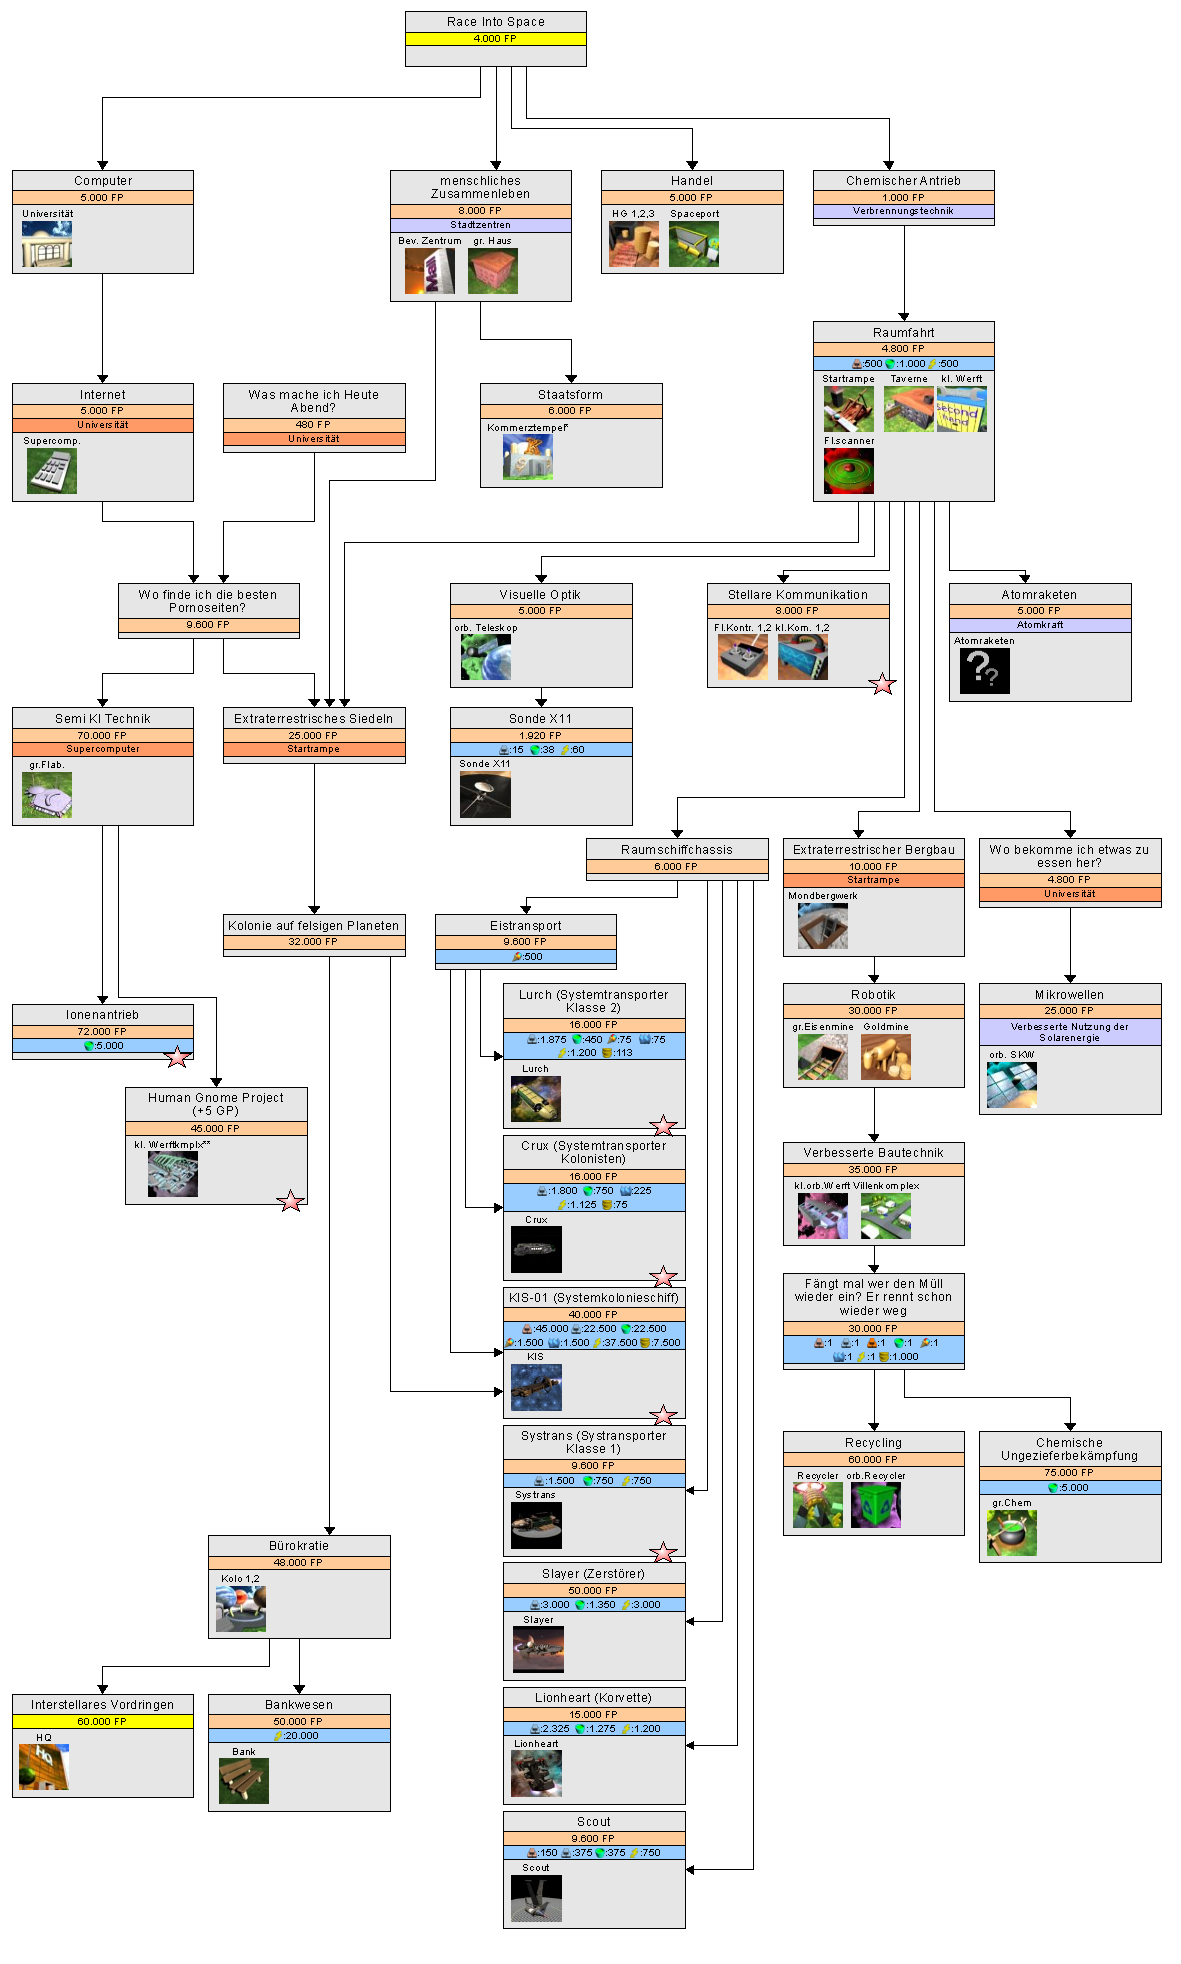 Race Into Space
4.000 FP
Computer
5.000 FP
Universität
menschliches
Zusammenleben
8.000 FP
Stadtzentren
Bev. Zentrum gr. Haus
Mall
Handel
5.000 FP
HG 1,2,3 Spaceport
Chemischer Antrieb
1.000 FP
Verbrennungstechnik
Raumfahrt
4.800 FP
:500 :1.000 :500
Startrampe Taverne kl. Werft
Second
hand
Fl.scanner
Internet
5.000 FP
Universität
Supercomp.
Was mache ich Heute
Abend?
480 FP
Universität
Staatsform
6.000 FP
Kommerztempel*
Wo finde ich die besten
Pornoseiten?
9.600 FP
Visuelle Optik
5.000 FP
orb. Teleskop
Stellare Kommunikation
8.000 FP
Fl.Kontr. 1,2 kl.Kom. 1,2
Atomraketen
5.000 FP
Atomkraft
Atomraketen
??
Semi KI Technik
70.000 FP
Supercomputer
gr.Flab.
Extraterrestrisches Siedeln
25.000 FP
Startrampe
Sonde X11
1.920 FP
:15 :38 :60
Sonde X11
Raumschiffchassis
6.000 FP
Extraterrestrischer Bergbau
10.000 FP
Startrampe
Mondbergwerk
Wo bekomme ich etwas zu
essen her?
4.800 FP
Universität
Kolonie auf felsigen Planeten
32.000 FP
Eistransport
9.600 FP
:500
Ionenantrieb
72.000 FP
:5.000
Lurch (Systemtransporter
Klasse 2)
16.000 FP
:1.875 :450 :75 :75
:1.200 :113
Lurch
Robotik
30.000 FP
gr.Eisenmine Goldmine
Mikrowellen
25.000 FP
Verbesserte Nutzung der
Solarenergie
orb. SKW
Human Gnome Project
(+5 GP)
45.000 FP
kl. Werftkmplx**
Crux (Systemtransporter
Kolonisten)
16.000 FP
:1.800 :750 :225
:1.125 :75
Crux
Verbesserte Bautechnik
35.000 FP
kl.orb.Werft Villenkomplex
KIS-01 (Systemkolonieschiff)
40.000 FP
:45.000 :22.500 :22.500
:1.500 :1.500 :37.500 :7.500
KIS
Fängt mal wer den Müll
wieder ein? Er rennt schon
wieder weg
30.000 FP
:1 :1 :1 :1 :1
:1 :1 :1.000
Systrans (Systransporter
Klasse 1)
9.600 FP
:1.500 :750 :750
Systrans
Recycling
60.000 FP
Recycler orb.Recycler
Chemische
Ungezieferbekämpfung
75.000 FP
:5.000
gr.Chem
Bürokratie
48.000 FP
Kolo 1,2
Slayer (Zerstörer)
50.000 FP
:3.000 :1.350 :3.000
Slayer
Interstellares Vordringen
60.000 FP
HQ
HQ
Bankwesen
50.000 FP
:20.000
Bank
Lionheart (Korvette)
15.000 FP
:2.325 :1.275 :1.200
Lionheart
Scout
9.600 FP
:150 :375 :375 :750
Scout